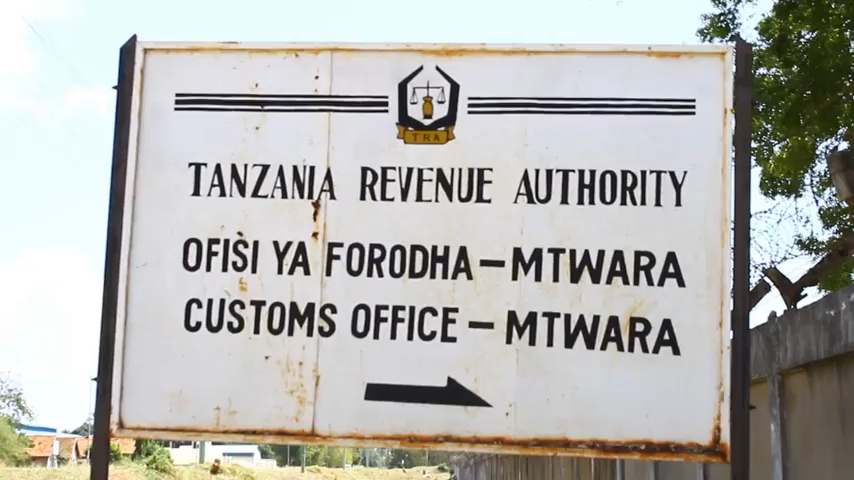 TRA
TANZANIA REVENUE AUTHORITY
OFISI YA FORODHA – MTWARA
CUSTOMS OFFICE – MTWARA